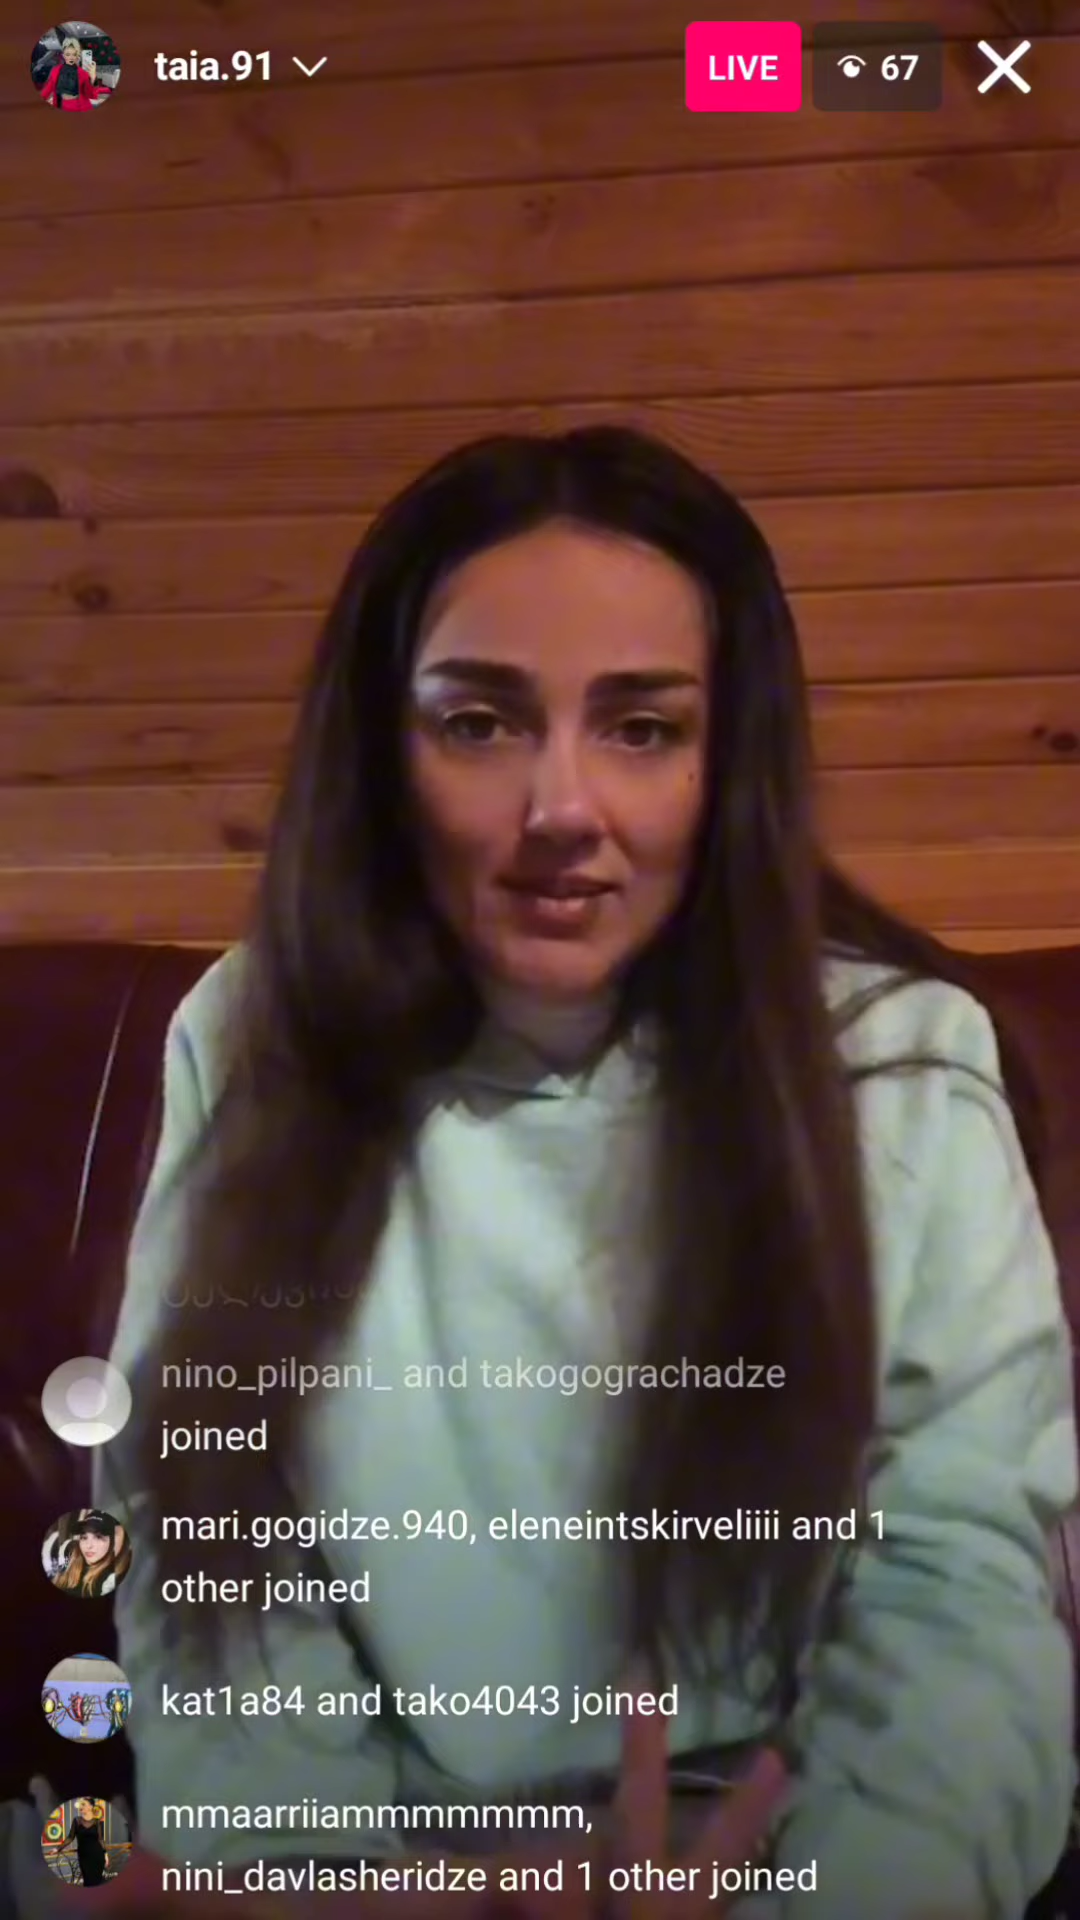 taia.91
LIVE
67
nino_pilpani_ and takogograchadze
joined
mari.gogidze.940, eleneintskirveliiii and 1
other joined
kat1a84 and tako4043 joined
mmaarriiammmmmmm,
nini_davlasheridze and 1 other joined